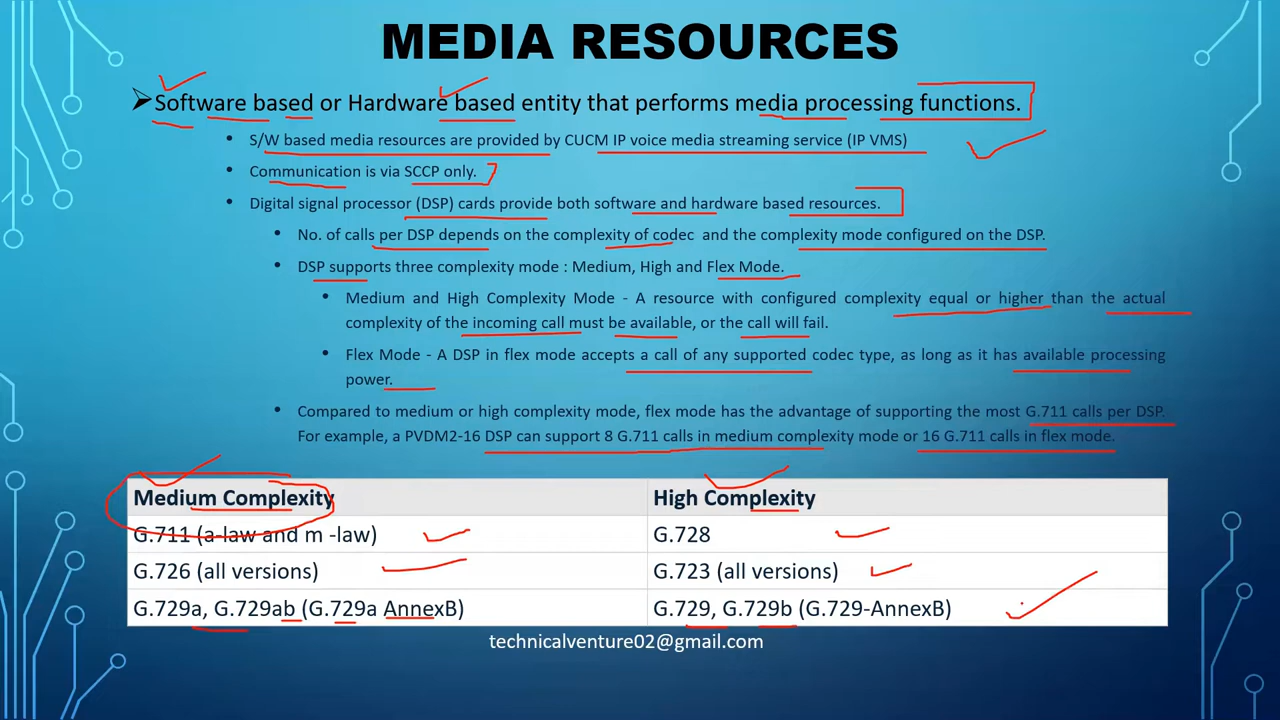 MEDIA RESOURCES
Software based or Hardware based entity that performs media processing functions.
S/W based media resources are provided by CUCM IP voice media streaming service (IP VMS)
Communication is via SCCP only.
Digital signal processor (DSP) cards provide both software and hardware based resources.
No. of calls per DSP depends on the complexity of codec and the complexity mode configured on the DSP.
DSP supports three complexity mode : Medium, High and Flex Mode.
Medium and High Complexity Mode - A resource with configured complexity equal or higher than the actual
complexity of the incoming call must be available, or the call will fail.
Flex Mode - A DSP in flex mode accepts a call of any supported codec type, as long as it has available processing
power.
Compared to medium or high complexity mode, flex mode has the advantage of supporting the most G.711 calls per DSP.
For example, a PVDM2-16 DSP can support 8 G.711 calls in medium complexity mode or 16 G.711 calls in flex mode.
Medium Complexity High Complexity
G.711 (a-law and m -law) G.728
G.726 (all versions) G.723 (all versions)
G.729a, G.729ab (G.729a AnnexB) G.729, G.729b (G.729-AnnexB)
technicalventure02@gmail.com